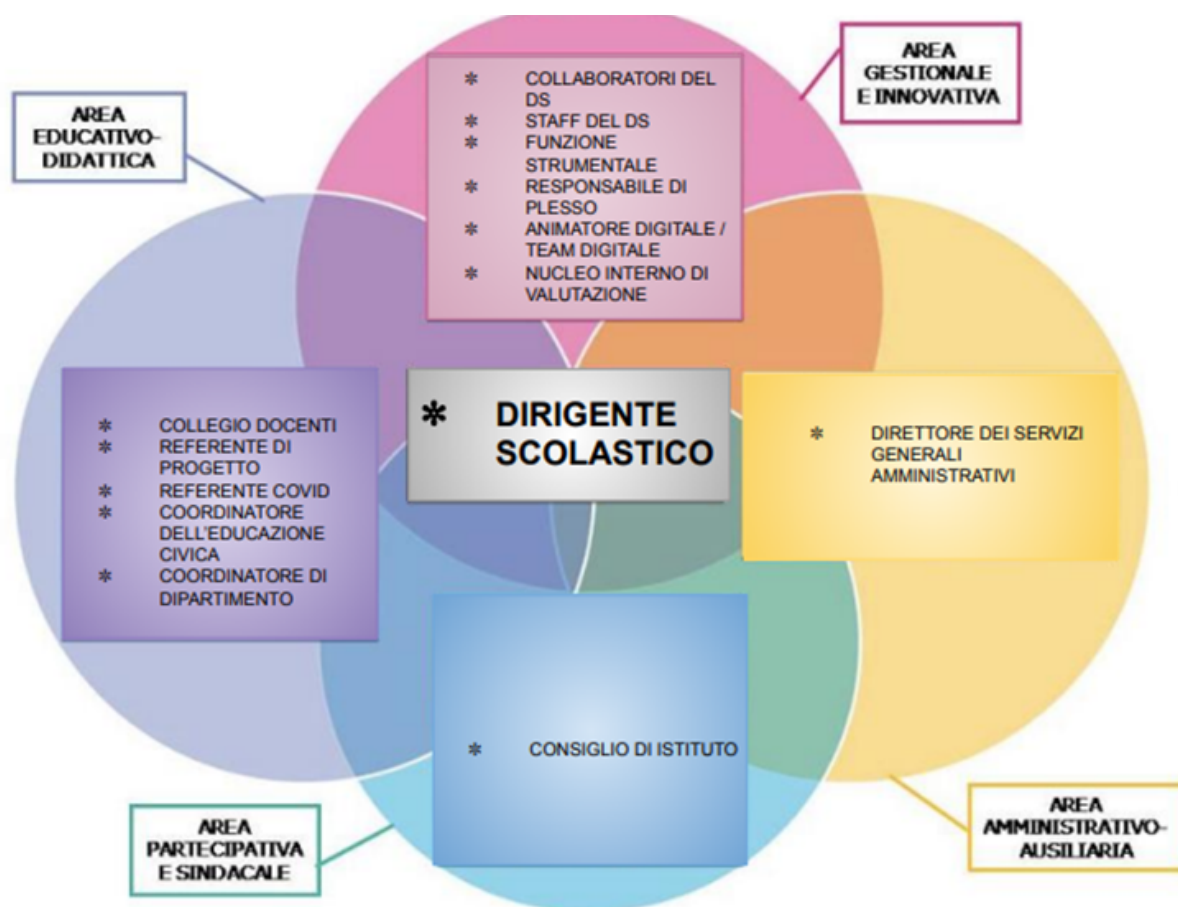 AREA
GESTIONALE
E INNOVATIVA
AREA
EDUCATIVO-
DIDATTICA
* COLLABORATORI DEL
DS
* STAFF DEL DS
* FUNZIONE
STRUMENTALE
* RESPONSABILE DI
PLESSO
* ANIMATORE DIGITALE /
TEAM DIGITALE
* NUCLEO INTERNO DI
VALUTAZIONE
* DIRIGENTE
SCOLASTICO
* COLLEGIO DOCENTI
* REFERENTE DI
PROGETTO
* REFERENTE COVID
* COORDINATORE
DELL'EDUCAZIONE
CIVICA
* COORDINATORE DI
DIPARTIMENTO
* DIRETTORE DEI SERVIZI
GENERALI
AMMINISTRATIVI
* CONSIGLIO DI ISTITUTO
AREA
PARTECIPATIVA
E SINDACALE
AREA
AMMINISTRATIVO-
AUSILIARIA